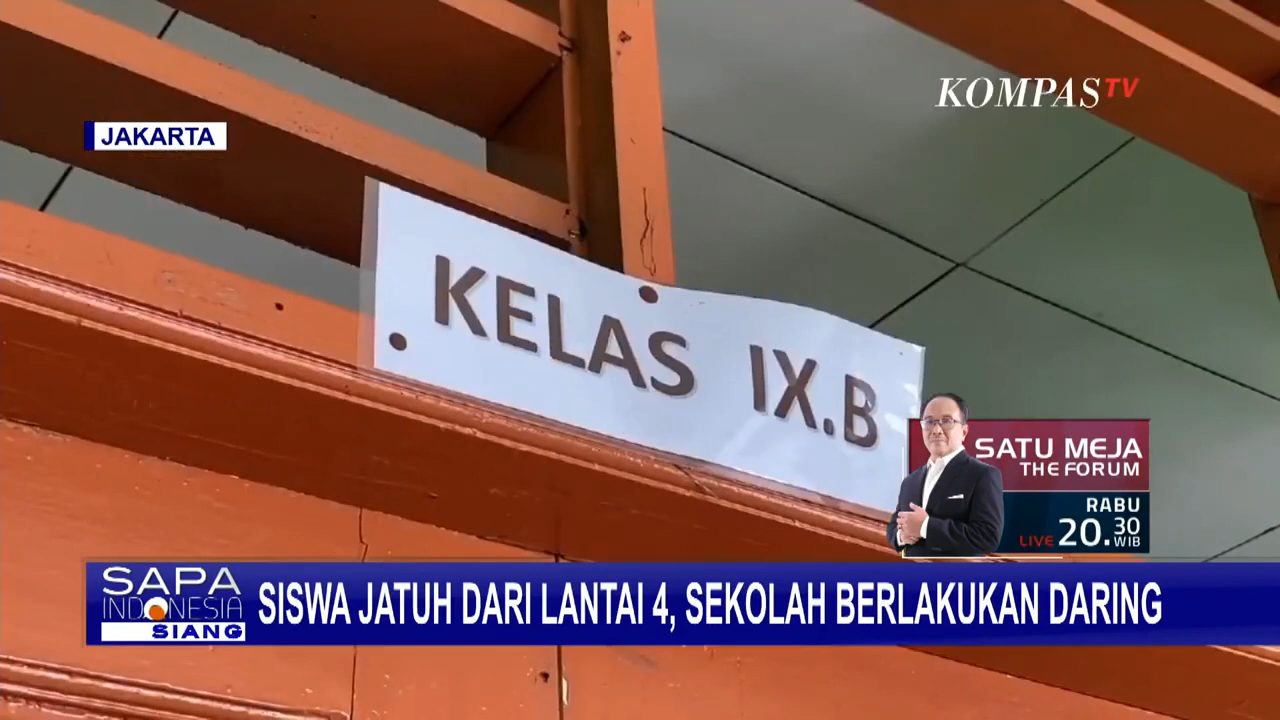 KOMPASTV
JAKARTA
KELAS IX.B
SATU MEJA
THE FORUM
RABU
LIVE 20.30 WIB
SAPA
INDONESIA
SIANG
SISWA JATUH DARI LANTAI 4, SEKOLAH BERLAKUKAN DARING